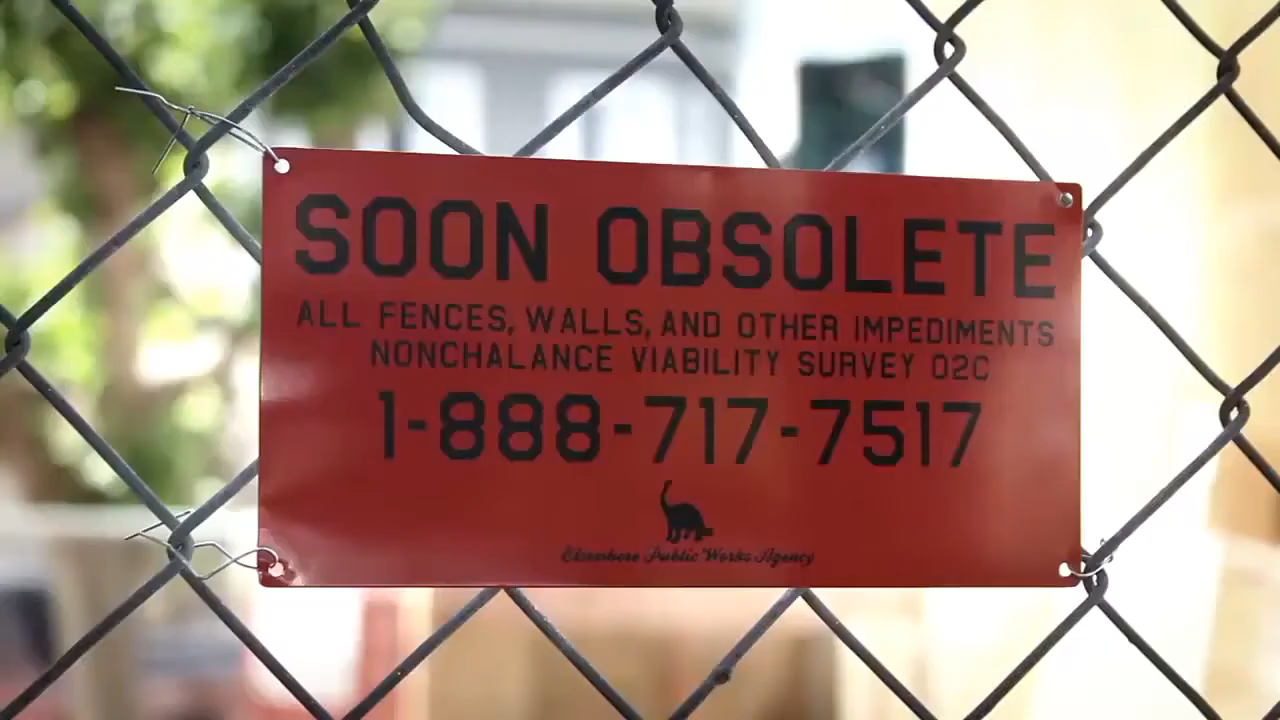 SOON OBSOLETE
ALL FENCES, WALLS, AND OTHER IMPEDIMENTS
NONCHALANCE VIABILITY SURVEY 02C
1-888-717-7517
Elsewhere Public Works Agency